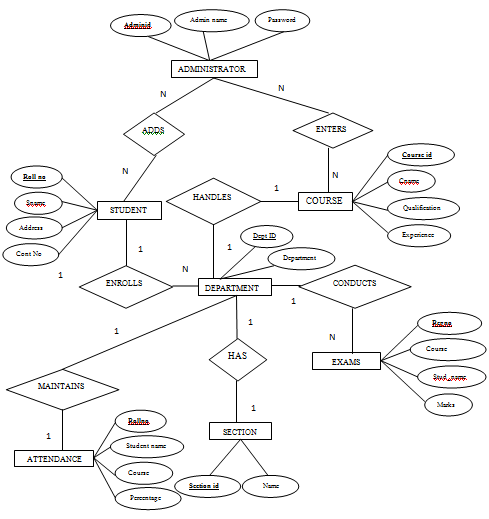 Adminid
Admin name
Password
ADMINISTRATOR
N
N
ADDS
ENTERS
N
N
Course id
Cname
Qualification
Experience
Roll no
Sname
Address
Cont No
STUDENT
HANDLES
1
COURSE
1
1
Dept ID
Department
1
ENROLLS
N
DEPARTMENT
1
CONDUCTS
N
EXAMS
Course
Stud_name
Marks
1
1
HAS
MAINTAINS
1
1
ATTENDANCE
Rollno
Student name
Course
Percentage
SECTION
Section id
Name